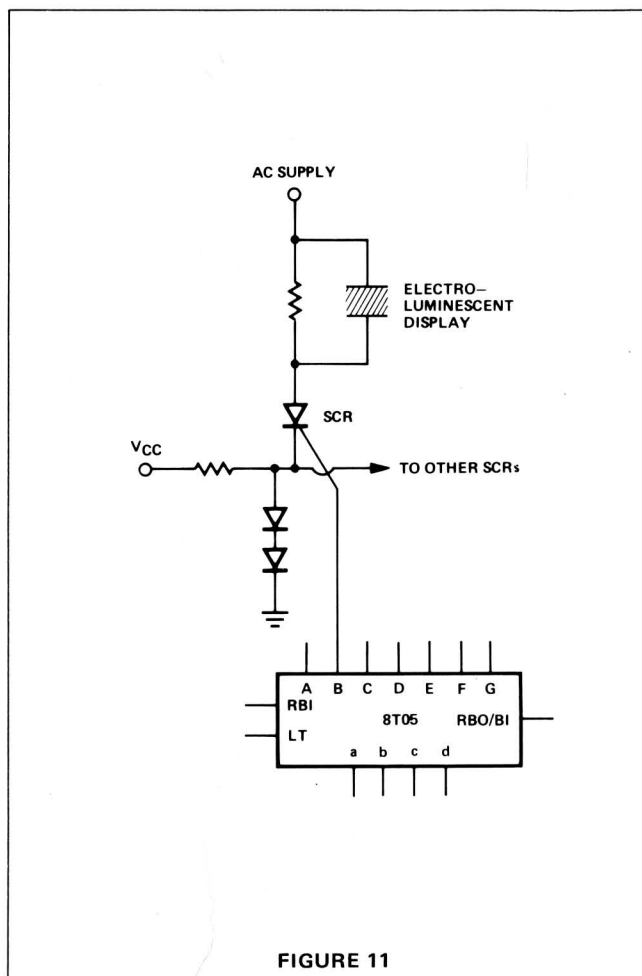 AC SUPPLY
ELECTRO–
LUMINESCENT
DISPLAY
SCR
VCC
TO OTHER SCRs
A B C D E F G
RBI 8T05 RBO/BI
LT
a b c d
FIGURE 11